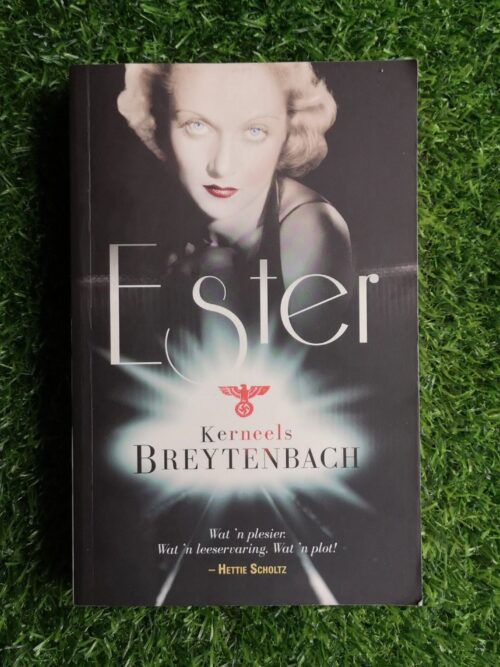 Ester
Kerneels
BREYTENBACH
Wat 'n plesier.
Wat 'n leeservaring. Wat 'n plot!
– HETTIE SCHOLTZ